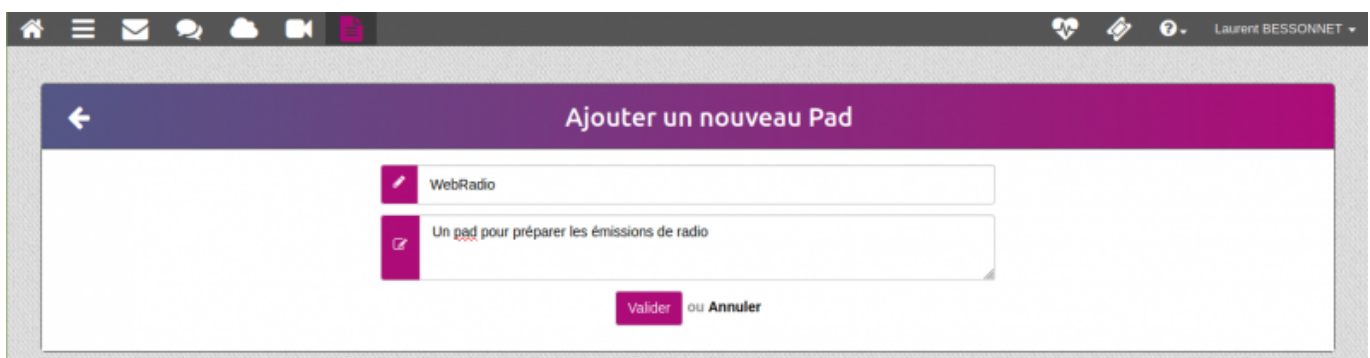 Laurent BESSONNET
Ajouter un nouveau Pad
WebRadio
Un pad pour préparer les émissions de radio
Valider ou Annuler